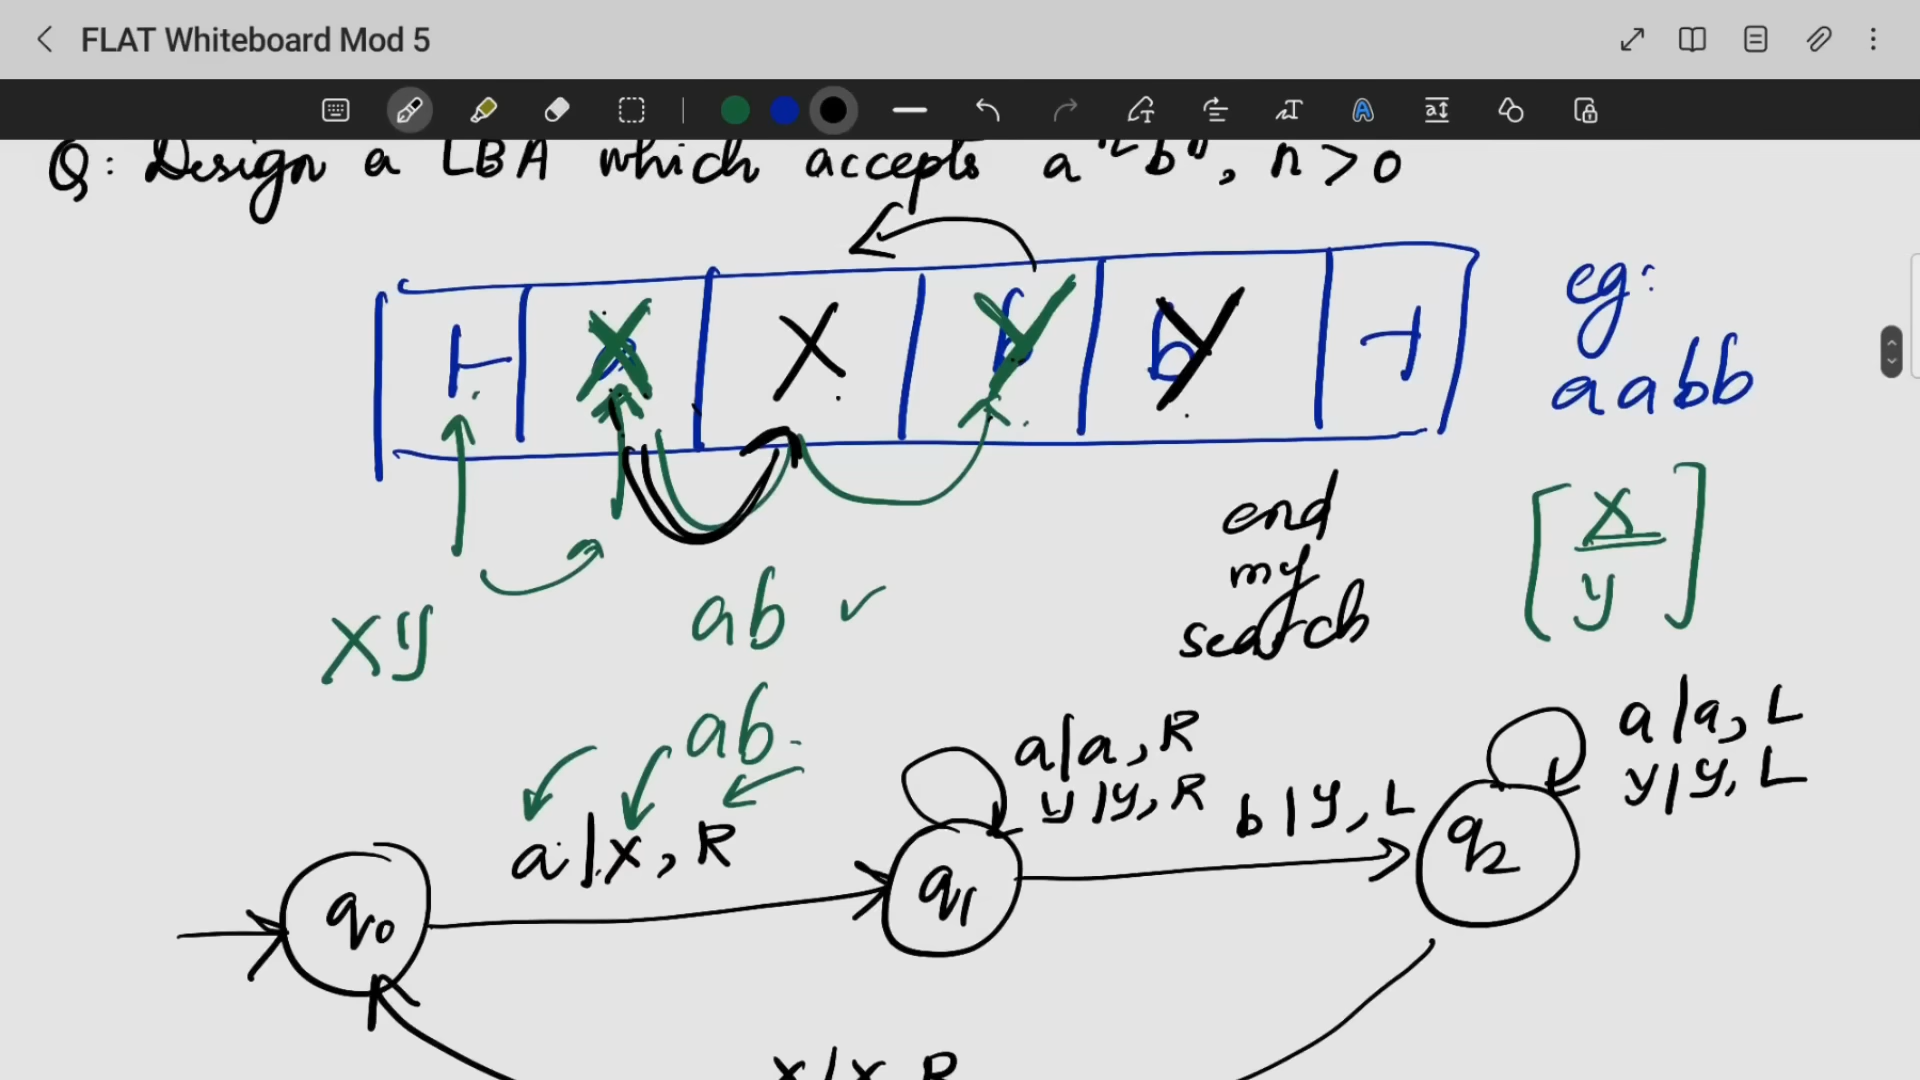 FLAT Whiteboard Mod 5
Q: Design a LBA which accepts aⁿbⁿ, n > 0
⊢ X X y y ⊣
eg:
aabb
end
my
search
[X
y]
xy
ab ✓
ab
a|a, R
y|y, R
a|a, L
y|y, L
a|x, R
b|y, L
q0
q1
q2
x/x R